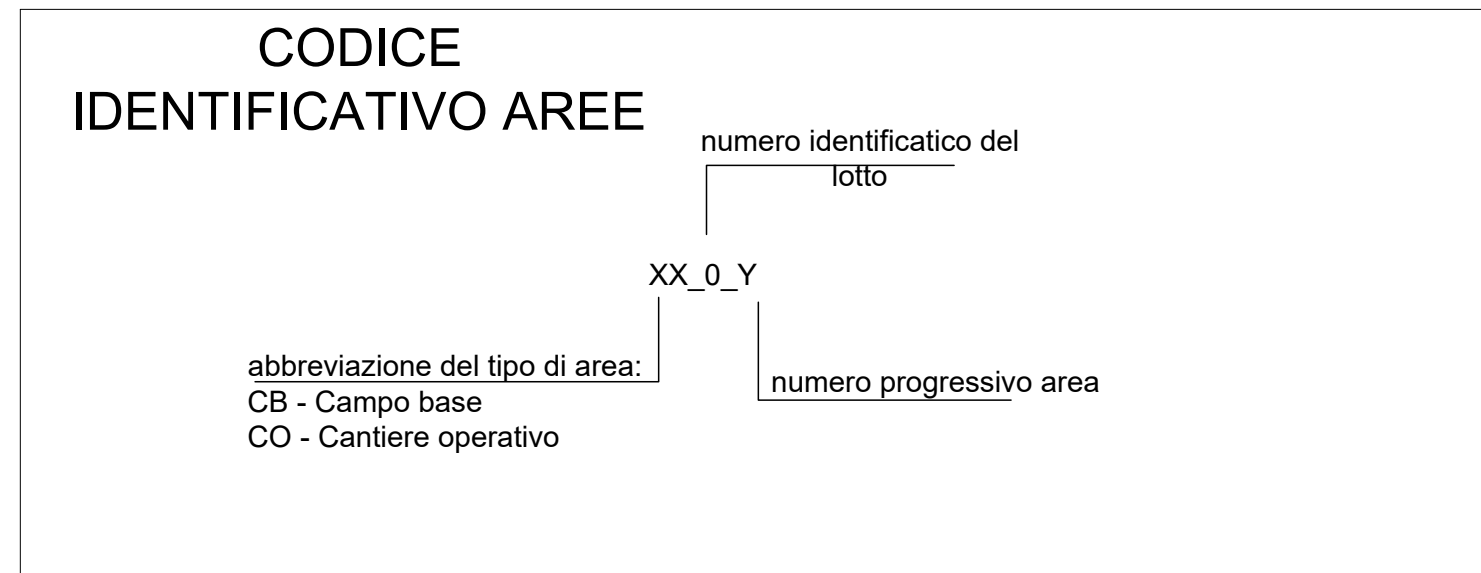 CODICE
IDENTIFICATIVO AREE
numero identificatico del
lotto
XX_0_Y
abbreviazione del tipo di area:
CB - Campo base
CO - Cantiere operativo
numero progressivo area